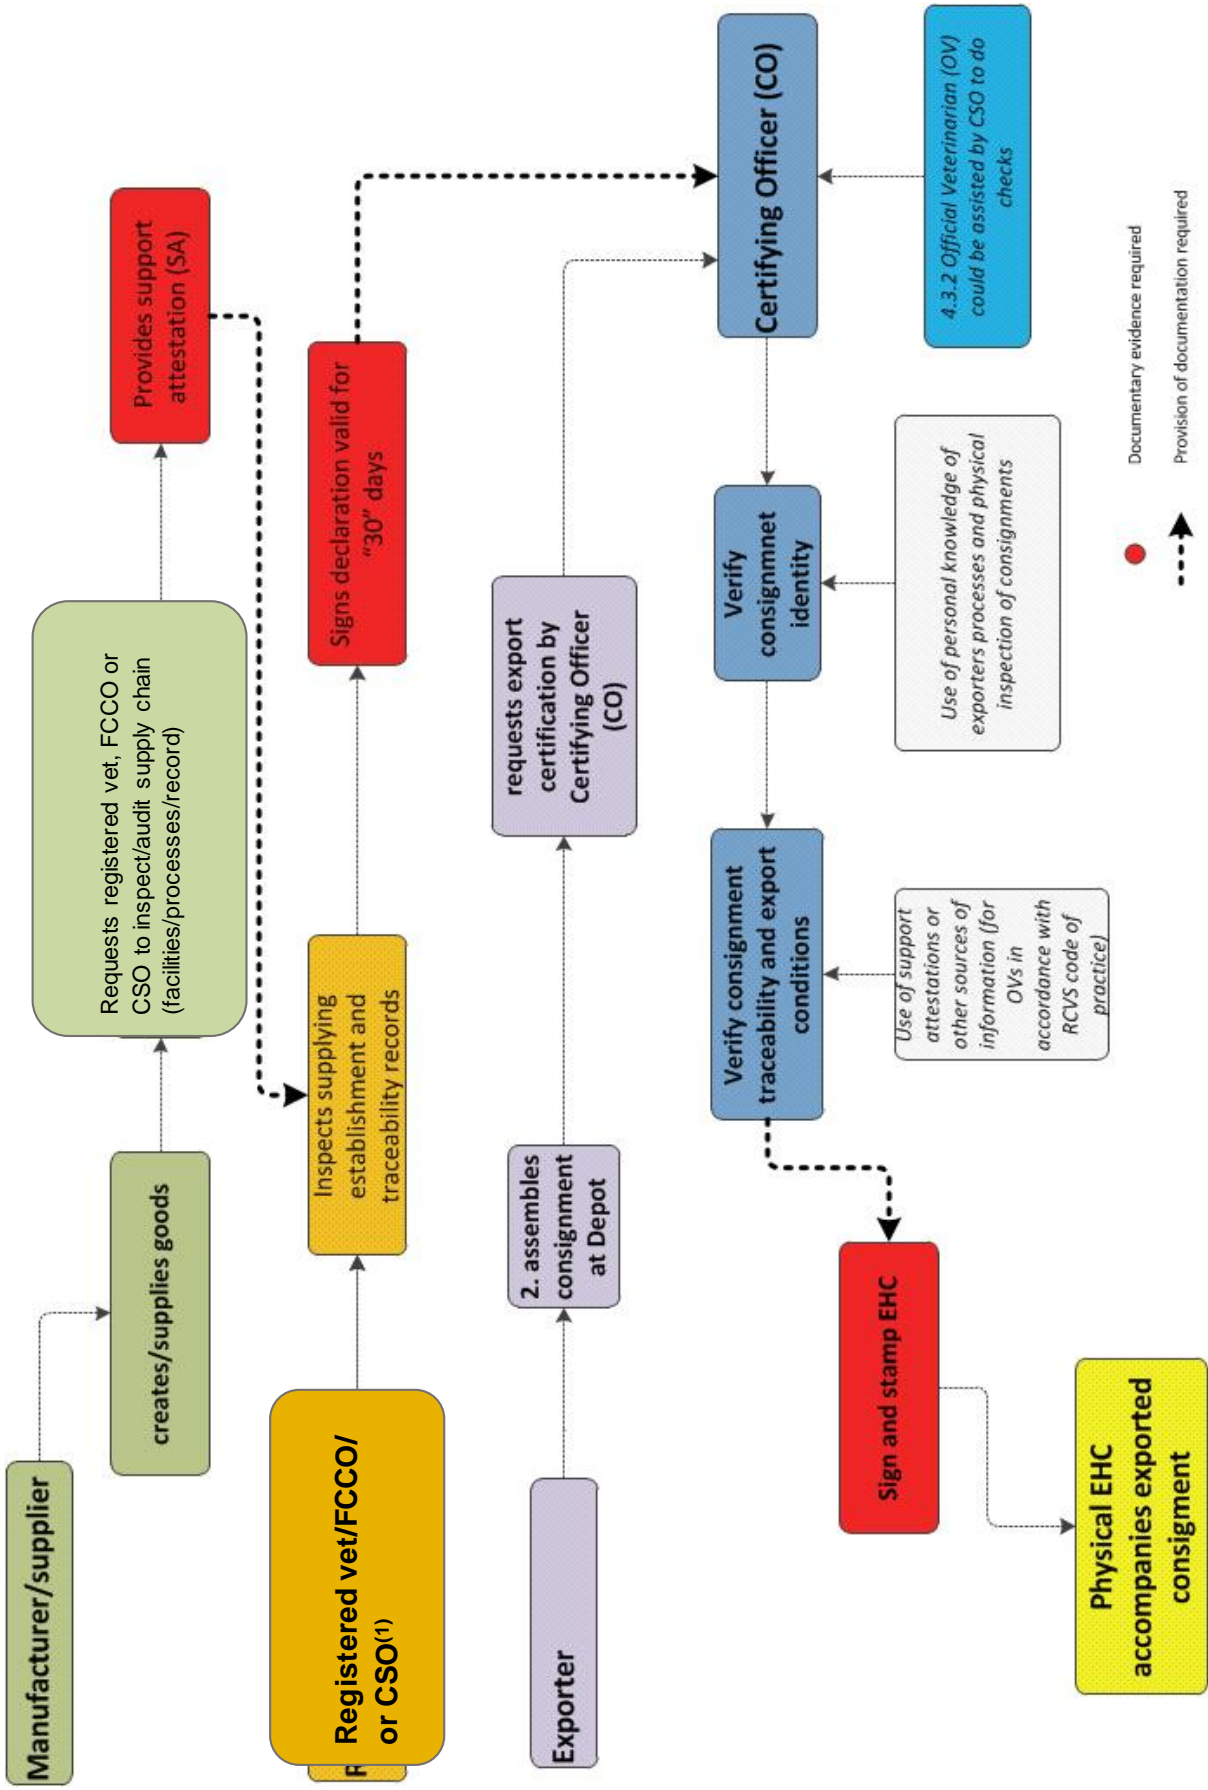 Manufacturer/supplier
creates/supplies goods
Requests registered vet, FCCO or
CSO to inspect/audit supply chain
(facilities/processes/record)
Provides support
attestation (SA)
R
Registered vet/FCCO/
or CSO(1)
Inspects supplying
establishment and
traceability records
Signs declaration valid for
"30" days
Exporter
2. assembles
consignment
at Depot
requests export
certification by
Certifying Officer
(CO)
Certifying Officer (CO)
4.3.2 Official Veterinarian (OV)
could be assisted by CSO to do
checks
Verify
consignmnet
identity
Use of personal knowledge of
exporters processes and physical
inspection of consignments
Verify consignment
traceability and export
conditions
Use of support
attestations or
other sources of
information (for
OVs in
accordance with
RCVS code of
practice)
Sign and stamp EHC
Physical EHC
accompanies exported
consigment
Documentary evidence required
Provision of documentation required